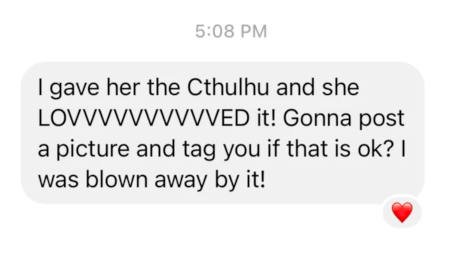 5:08 PM
I gave her the Cthulhu and she
LOVVVVVVVVVVED it! Gonna post
a picture and tag you if that is ok? I
was blown away by it!